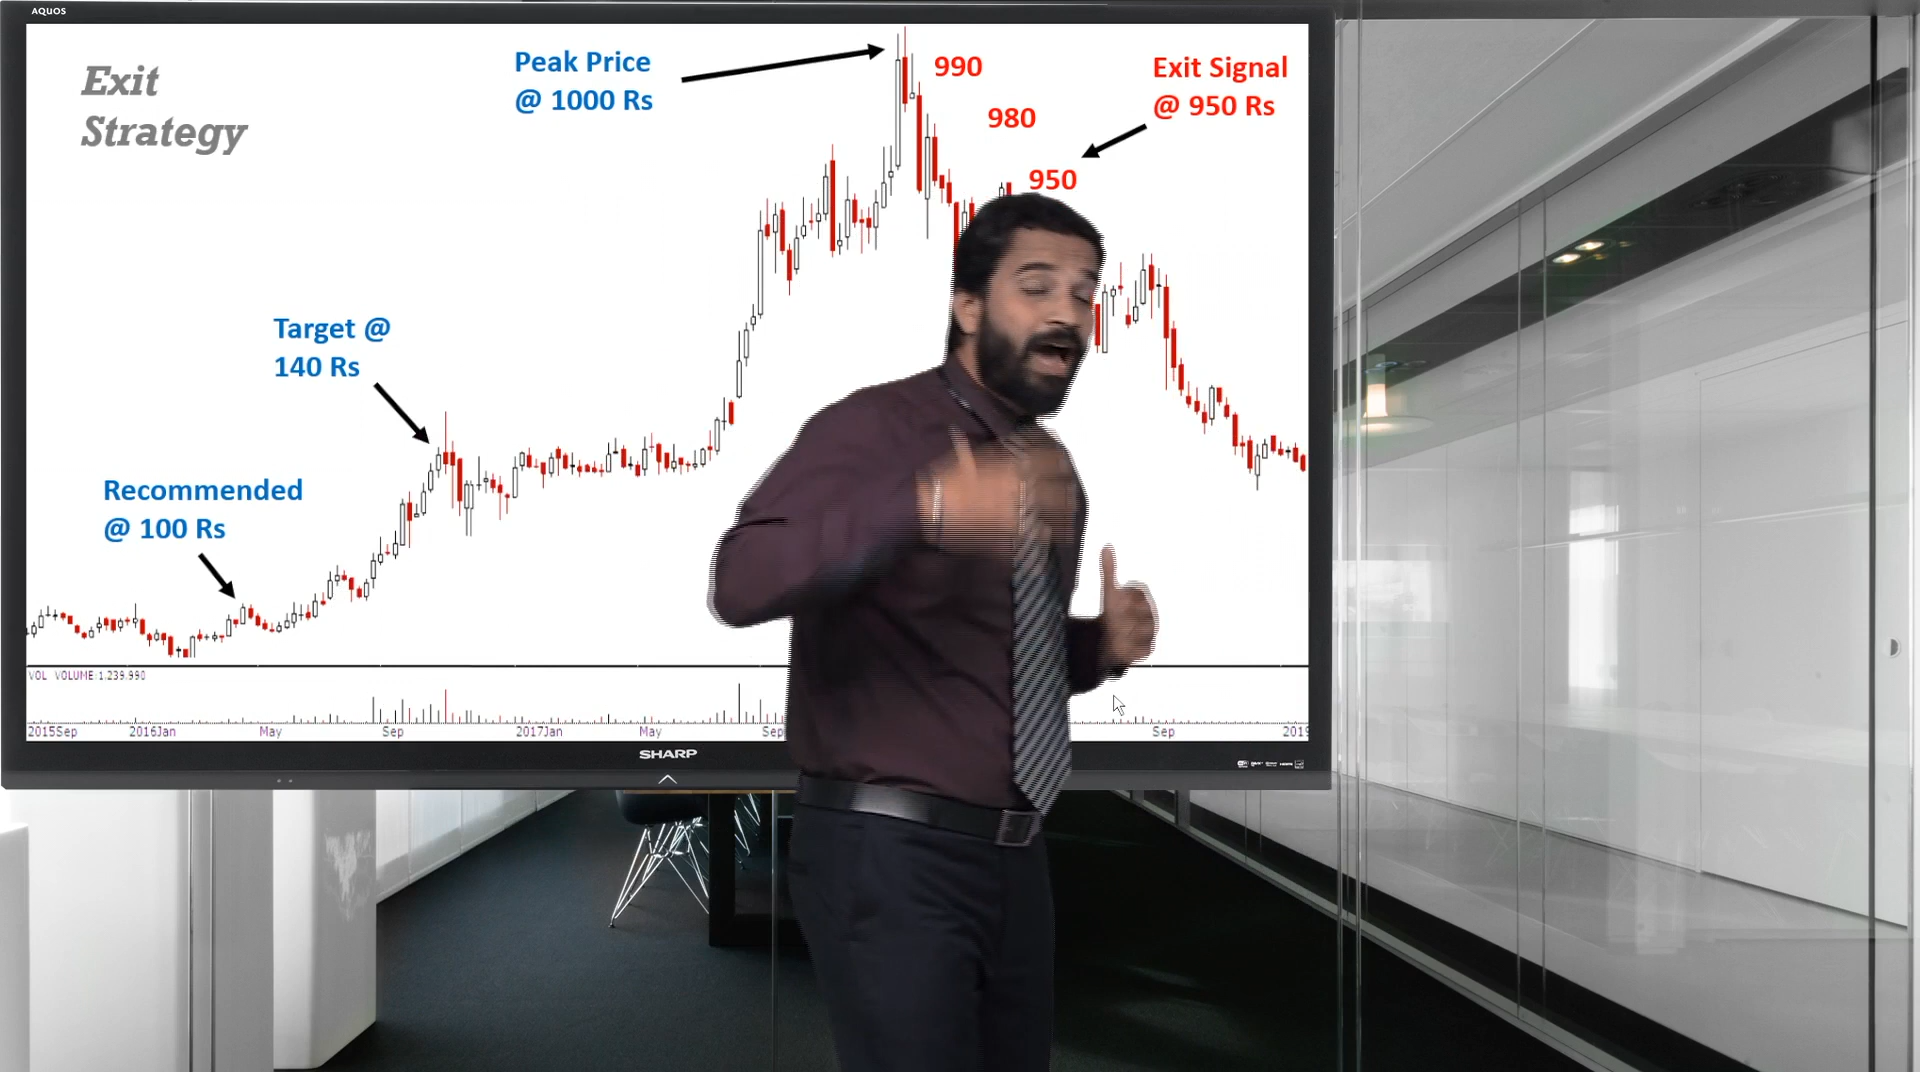 AQUOS
Exit
Strategy
Peak Price
@ 1000 Rs
990
Exit Signal
@ 950 Rs
980
950
Target @
140 Rs
Recommended
@ 100 Rs
VOL VOLUME:1,239,990
2015Sep 2016Jan May Sep 2017Jan May Sep Sep 2019
SHARP